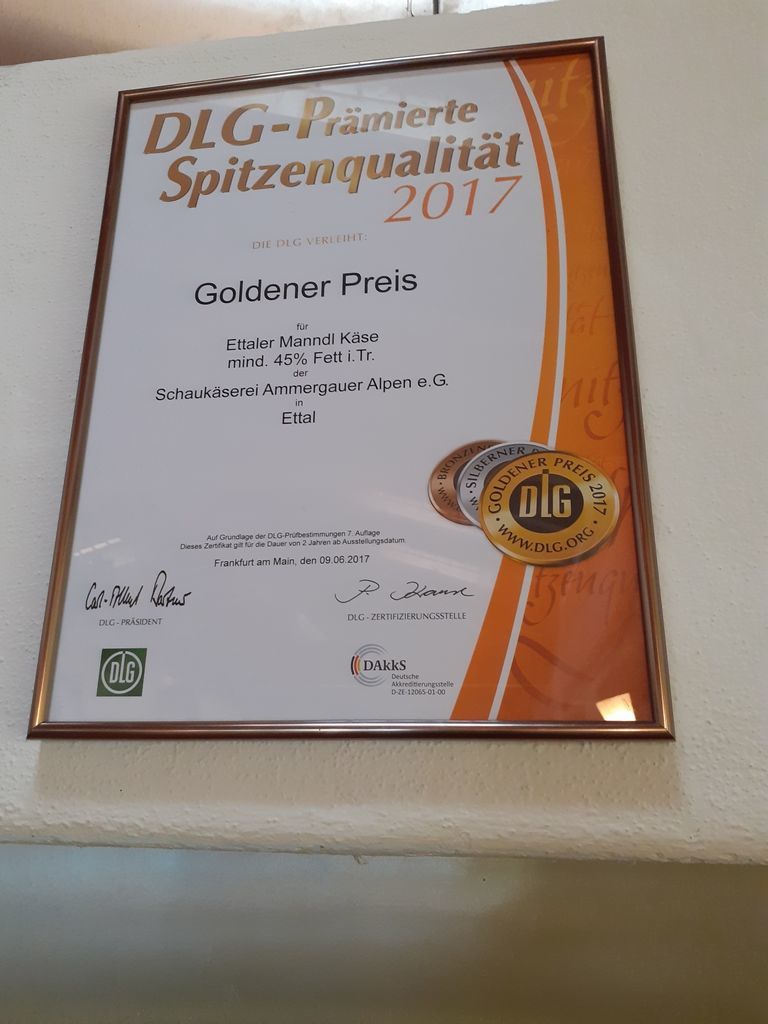 DLG-Prämierte
Spitzenqualität
2017
DIE DLG VERLEIHT:
Goldener Preis
für
Ettaler Manndl Käse
mind. 45% Fett i.Tr.
der
Schaukäserei Ammergauer Alpen e.G.
in
Ettal
BRONZEN
SILBERNER P
GOLDENER PREIS 2017
DLG
• WWW.DLG.ORG •
Auf Grundlage der DLG-Prüfbestimmungen 7. Auflage
Dieses Zertifikat gilt für die Dauer von 2 Jahren ab Ausstellungsdatum.
Frankfurt am Main, den 09.06.2017
DLG - PRÄSIDENT
DLG - ZERTIFIZIERUNGSSTELLE
DLG
DAkkS
Deutsche
Akkreditierungsstelle
D-ZE-12065-01-00